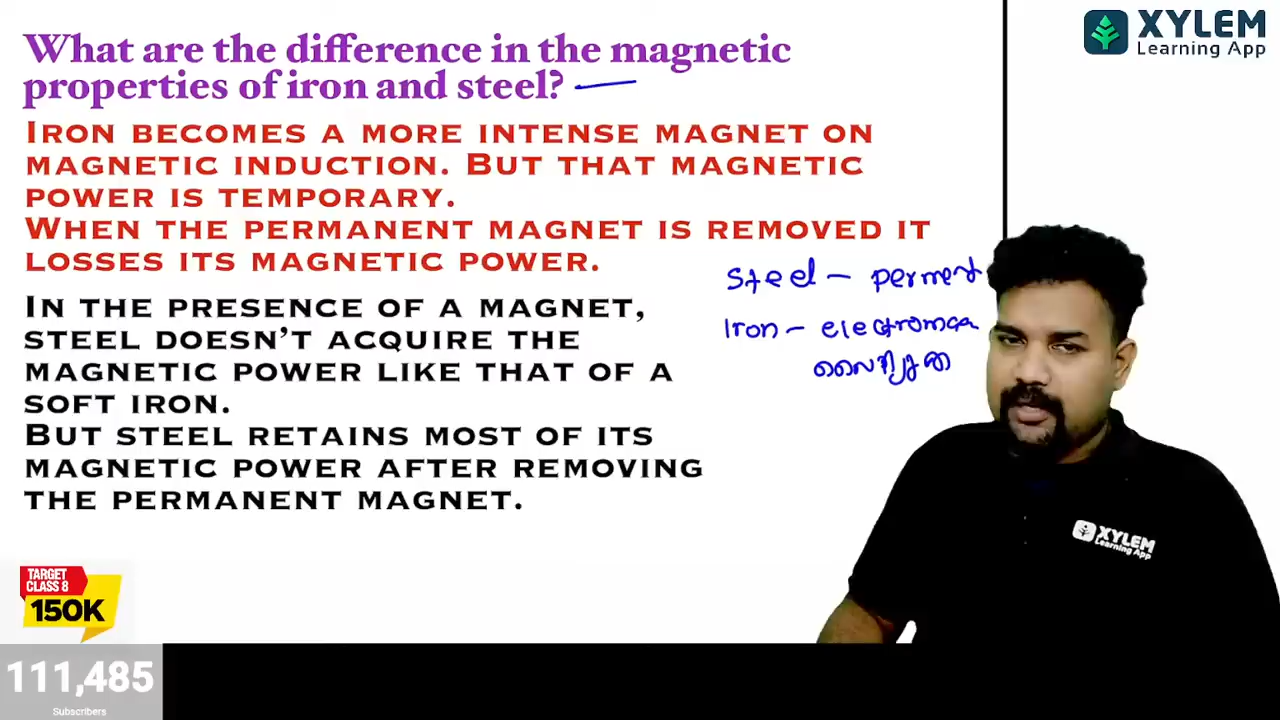 XYLEM
Learning App
What are the difference in the magnetic
properties of iron and steel?
IRON BECOMES A MORE INTENSE MAGNET ON
MAGNETIC INDUCTION. BUT THAT MAGNETIC
POWER IS TEMPORARY.
WHEN THE PERMANENT MAGNET IS REMOVED IT
LOSSES ITS MAGNETIC POWER.
Steel –
Iron –
IN THE PRESENCE OF A MAGNET,
STEEL DOESN'T ACQUIRE THE
MAGNETIC POWER LIKE THAT OF A
SOFT IRON.
BUT STEEL RETAINS MOST OF ITS
MAGNETIC POWER AFTER REMOVING
THE PERMANENT MAGNET.
XYLEM
Learning App
TARGET
CLASS 8
150K
111,485
Subscribers